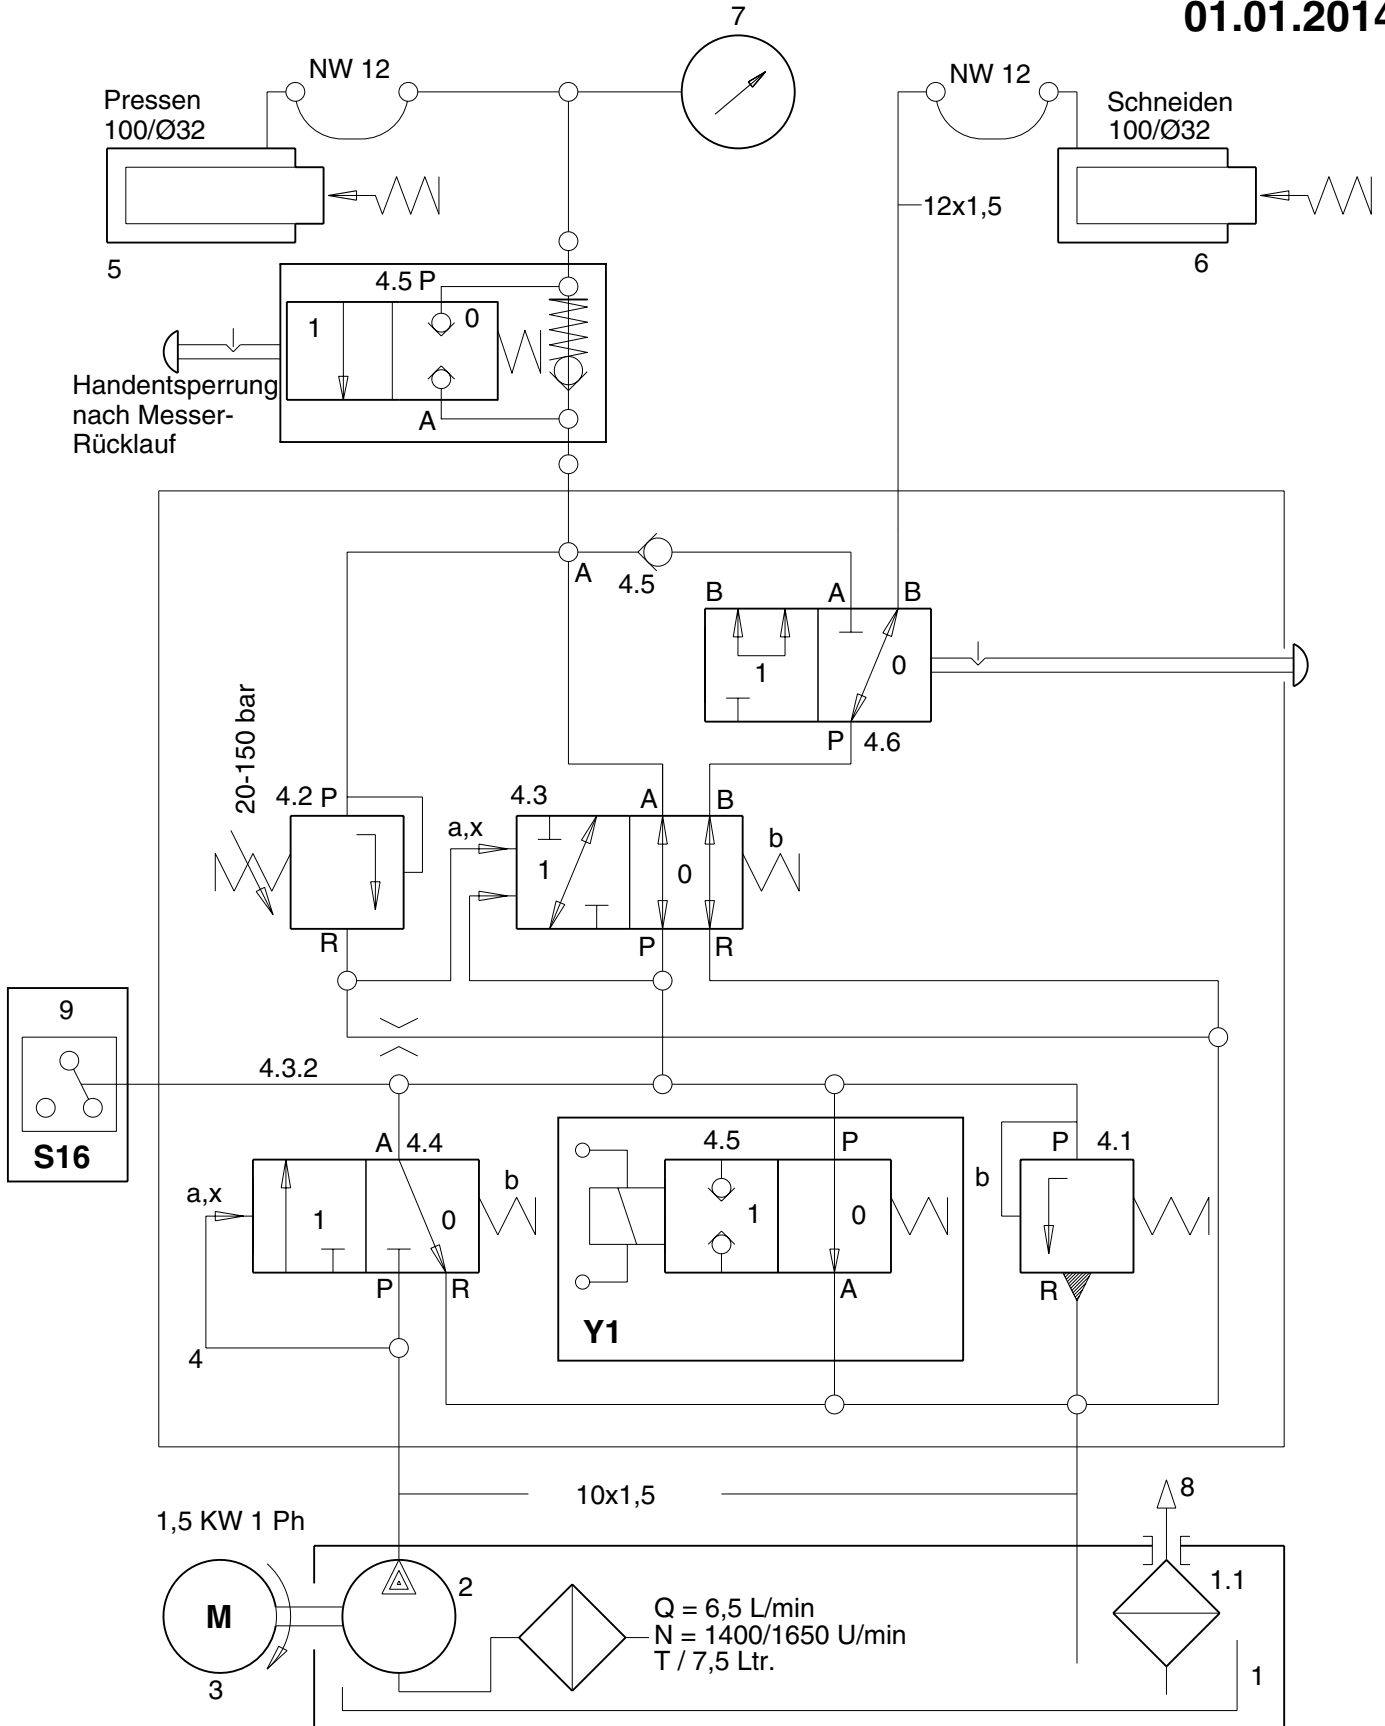 01.01.2014
7
NW 12
NW 12
Pressen
100/Ø32
Schneiden
100/Ø32
12x1,5
5
6
4.5 P
1
0
Handentsperrung
nach Messer-
Rücklauf
A
A
4.5
B
A
B
1
0
P
4.6
20-150 bar
4.2 P
4.3
A
B
a,x
b
1
0
R
P
R
9
4.3.2
S16
A 4.4
4.5
P
P
4.1
a,x
b
b
1
0
1
0
P
R
A
R
Y1
4
10x1,5
8
1,5 KW 1 Ph
2
1.1
M
Q = 6,5 L/min
N = 1400/1650 U/min
T / 7,5 Ltr.
3
1